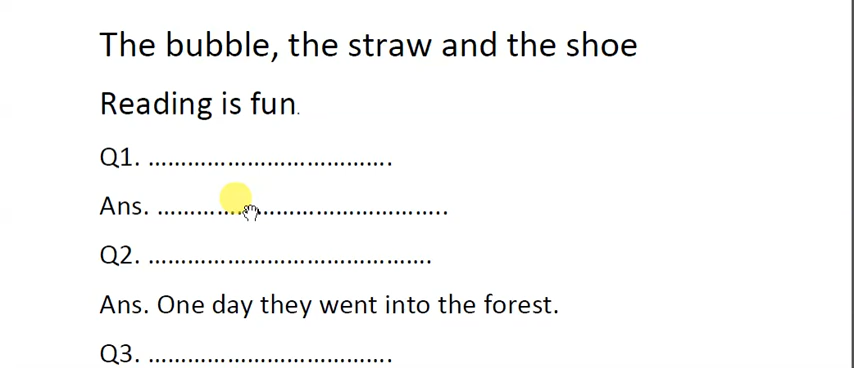 The bubble, the straw and the shoe
Reading is fun.
Q1. ......................................
Ans. ............................................
Q2. ............................................
Ans. One day they went into the forest.
Q3. ......................................